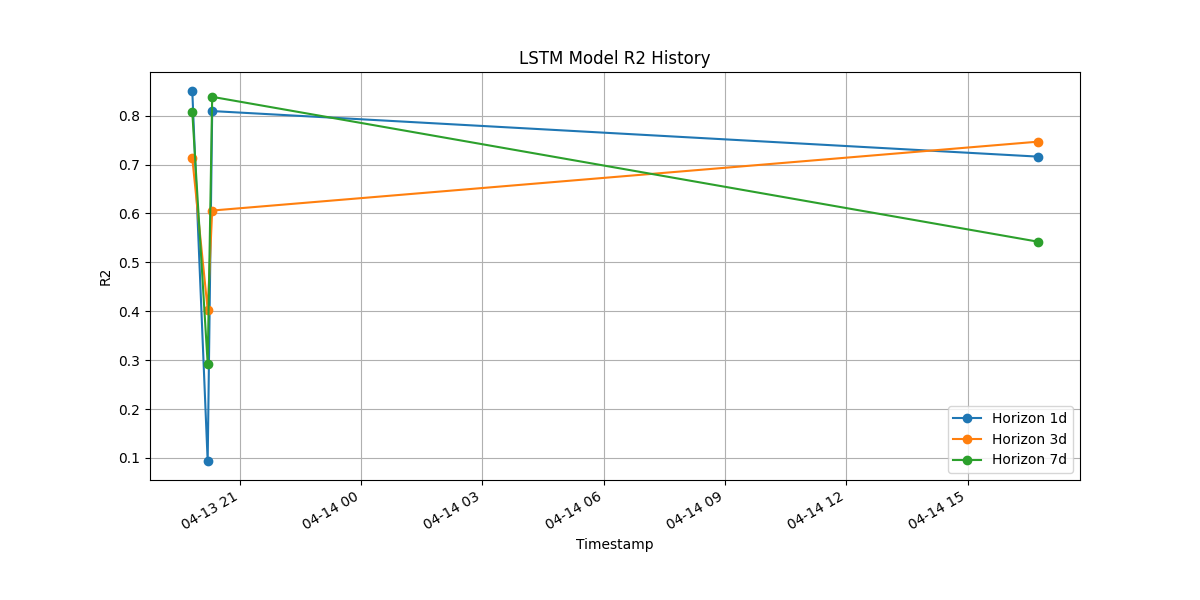 LSTM Model R2 History
R2
0.8
0.7
0.6
0.5
0.4
0.3
0.2
0.1
Horizon 1d
Horizon 3d
Horizon 7d
04-13 21
04-14 00
04-14 03
04-14 06
04-14 09
04-14 12
04-14 15
Timestamp